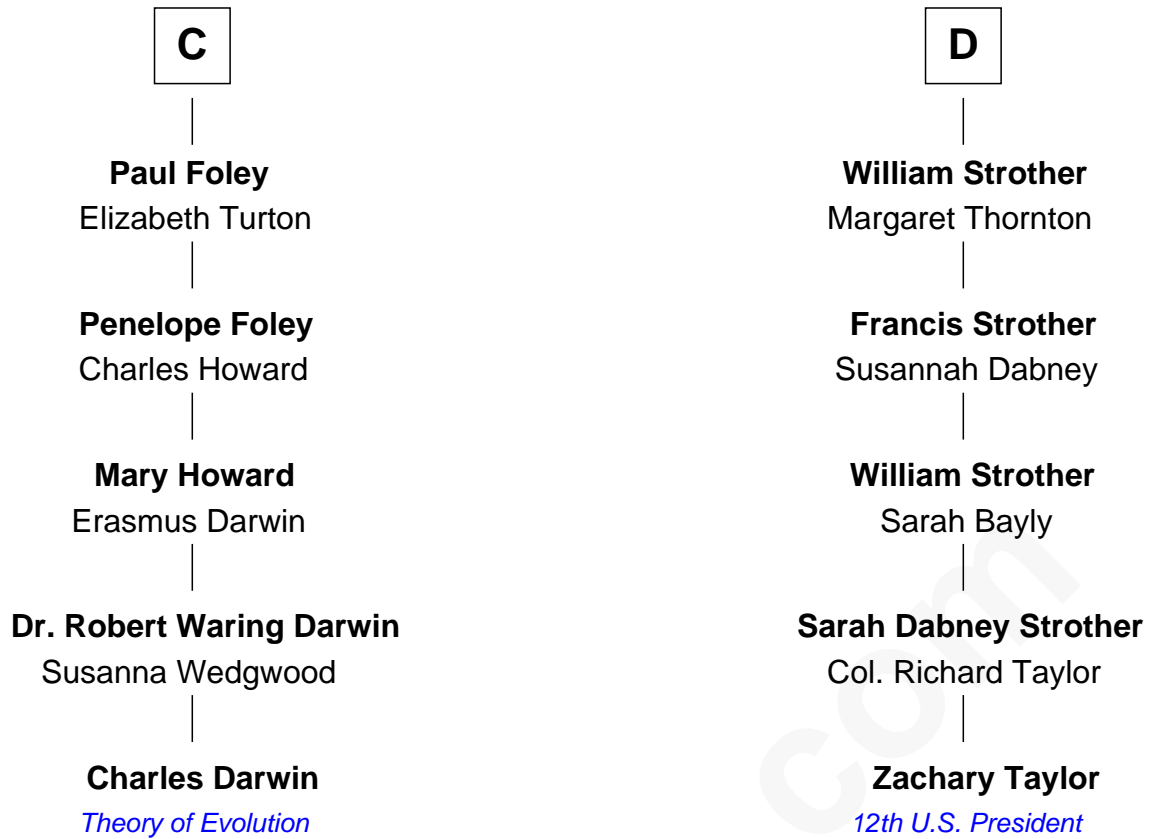 C
Paul Foley
Elizabeth Turton
Penelope Foley
Charles Howard
Mary Howard
Erasmus Darwin
Dr. Robert Waring Darwin
Susanna Wedgwood
Charles Darwin
Theory of Evolution
D
William Strother
Margaret Thornton
Francis Strother
Susannah Dabney
William Strother
Sarah Bayly
Sarah Dabney Strother
Col. Richard Taylor
Zachary Taylor
12th U.S. President
com